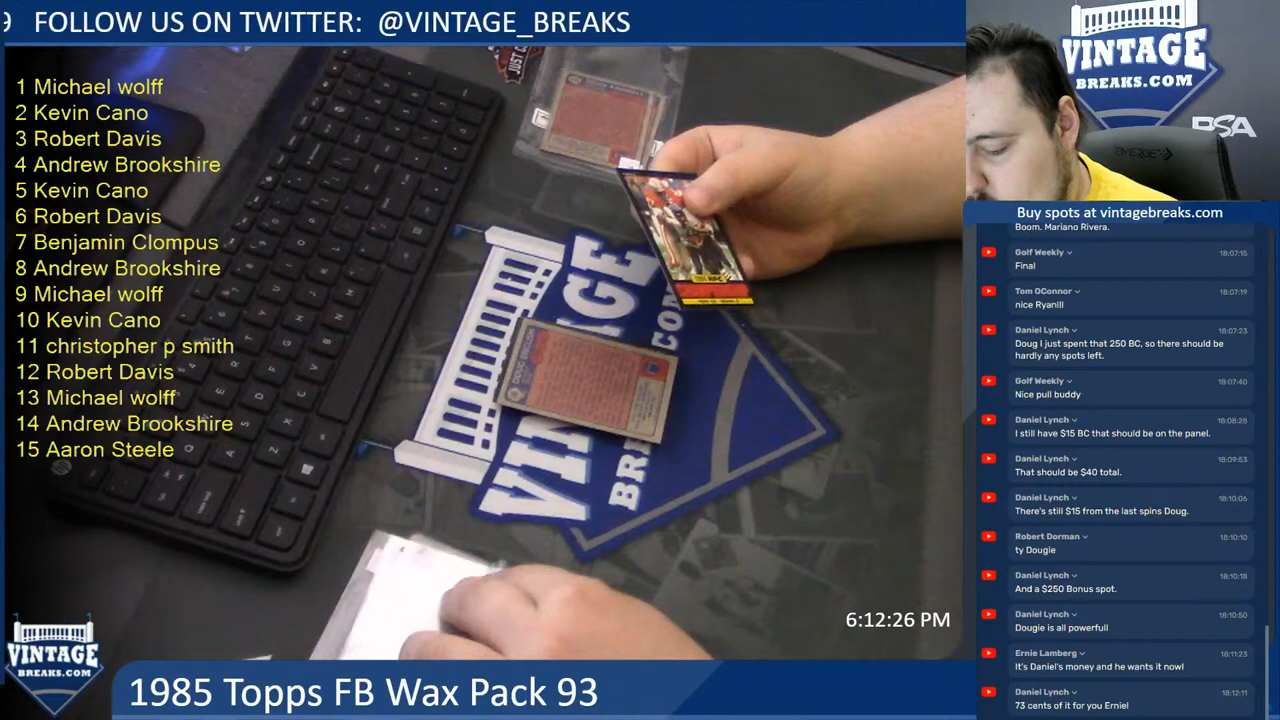 9 FOLLOW US ON TWITTER: @VINTAGE_BREAKS
1 Michael wolff
2 Kevin Cano
3 Robert Davis
4 Andrew Brookshire
5 Kevin Cano
6 Robert Davis
7 Benjamin Clompus
8 Andrew Brookshire
9 Michael wolff
10 Kevin Cano
11 christopher p smith
12 Robert Davis
13 Michael wolff
14 Andrew Brookshire
15 Aaron Steele
VINTAGE
BREAKS.COM
6:12:26 PM
VINTAGE
BREAKS.COM
1985 Topps FB Wax Pack 93
VINTAGE
BREAKS.COM
PSA
Buy spots at vintagebreaks.com
Boom. Mariano Rivera.
Golf Weekly 18:07:15
Final
Tom OConnor 18:07:19
nice Ryan!!!
Daniel Lynch 18:07:23
Doug I just spent that 250 BC, so there should be
hardly any spots left.
Golf Weekly 18:07:40
Nice pull buddy
Daniel Lynch 18:08:28
I still have $15 BC that should be on the panel.
Daniel Lynch 18:09:53
That should be $40 total.
Daniel Lynch 18:10:06
There's still $15 from the last spins Doug.
Robert Dorman 18:10:10
ty Dougie
Daniel Lynch 18:10:18
And a $250 Bonus spot.
Daniel Lynch 18:10:50
Dougie is all powerful!
Ernie Lamberg 18:11:23
It's Daniel's money and he wants it now!
Daniel Lynch 18:12:11
73 cents of it for you Ernie!